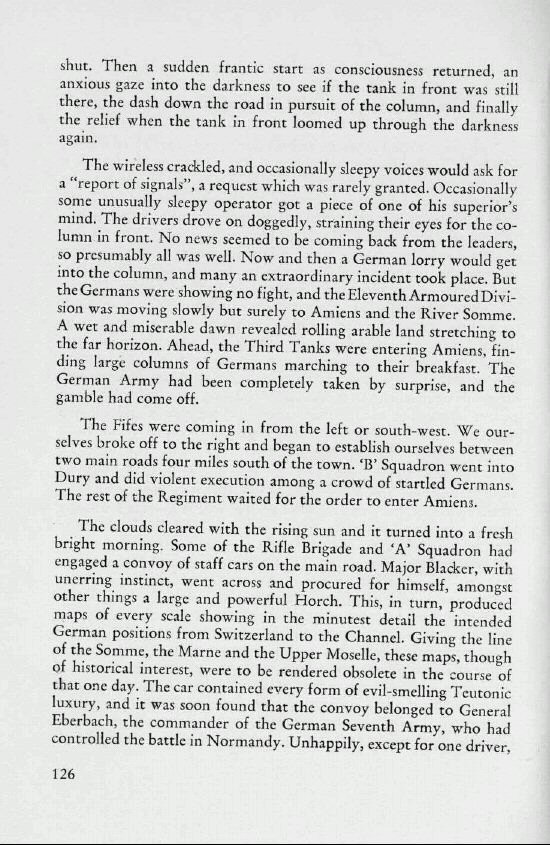 shut. Then a sudden frantic start as consciousness returned, an
anxious gaze into the darkness to see if the tank in front was still
there, the dash down the road in pursuit of the column, and finally
the relief when the tank in front loomed up through the darkness
again.
The wireless crackled, and occasionally sleepy voices would ask for
a “report of signals”, a request which was rarely granted. Occasionally
some unusually sleepy operator got a piece of one of his superior’s
mind. The drivers drove on doggedly, straining their eyes for the co-
lumn in front. No news seemed to be coming back from the leaders,
so presumably all was well. Now and then a German lorry would get
into the column, and many an extraordinary incident took place. But
the Germans were showing no fight, and the Eleventh Armoured Divi-
sion was moving slowly but surely to Amiens and the River Somme.
A wet and miserable dawn revealed rolling arable land stretching to
the far horizon. Ahead, the Third Tanks were entering Amiens, fin-
ding large columns of Germans marching to their breakfast. The
German Army had been completely taken by surprise, and the
gamble had come off.
The Fifes were coming in from the left or south-west. We our-
selves broke off to the right and began to establish ourselves between
two main roads four miles south of the town. ‘B’ Squadron went into
Dury and did violent execution among a crowd of startled Germans.
The rest of the Regiment waited for the order to enter Amiens.
The clouds cleared with the rising sun and it turned into a fresh
bright morning. Some of the Rifle Brigade and ‘A’ Squadron had
engaged a convoy of staff cars on the main road. Major Blacker, with
unerring instinct, went across and procured for himself, amongst
other things a large and powerful Horch. This, in turn, produced
maps of every scale showing in the minutest detail the intended
German positions from Switzerland to the Channel. Giving the line
of the Somme, the Marne and the Upper Moselle, these maps, though
of historical interest, were to be rendered obsolete in the course of
that one day. The car contained every form of evil-smelling Teutonic
luxury, and it was soon found that the convoy belonged to General
Eberbach, the commander of the German Seventh Army, who had
controlled the battle in Normandy. Unhappily, except for one driver,
126